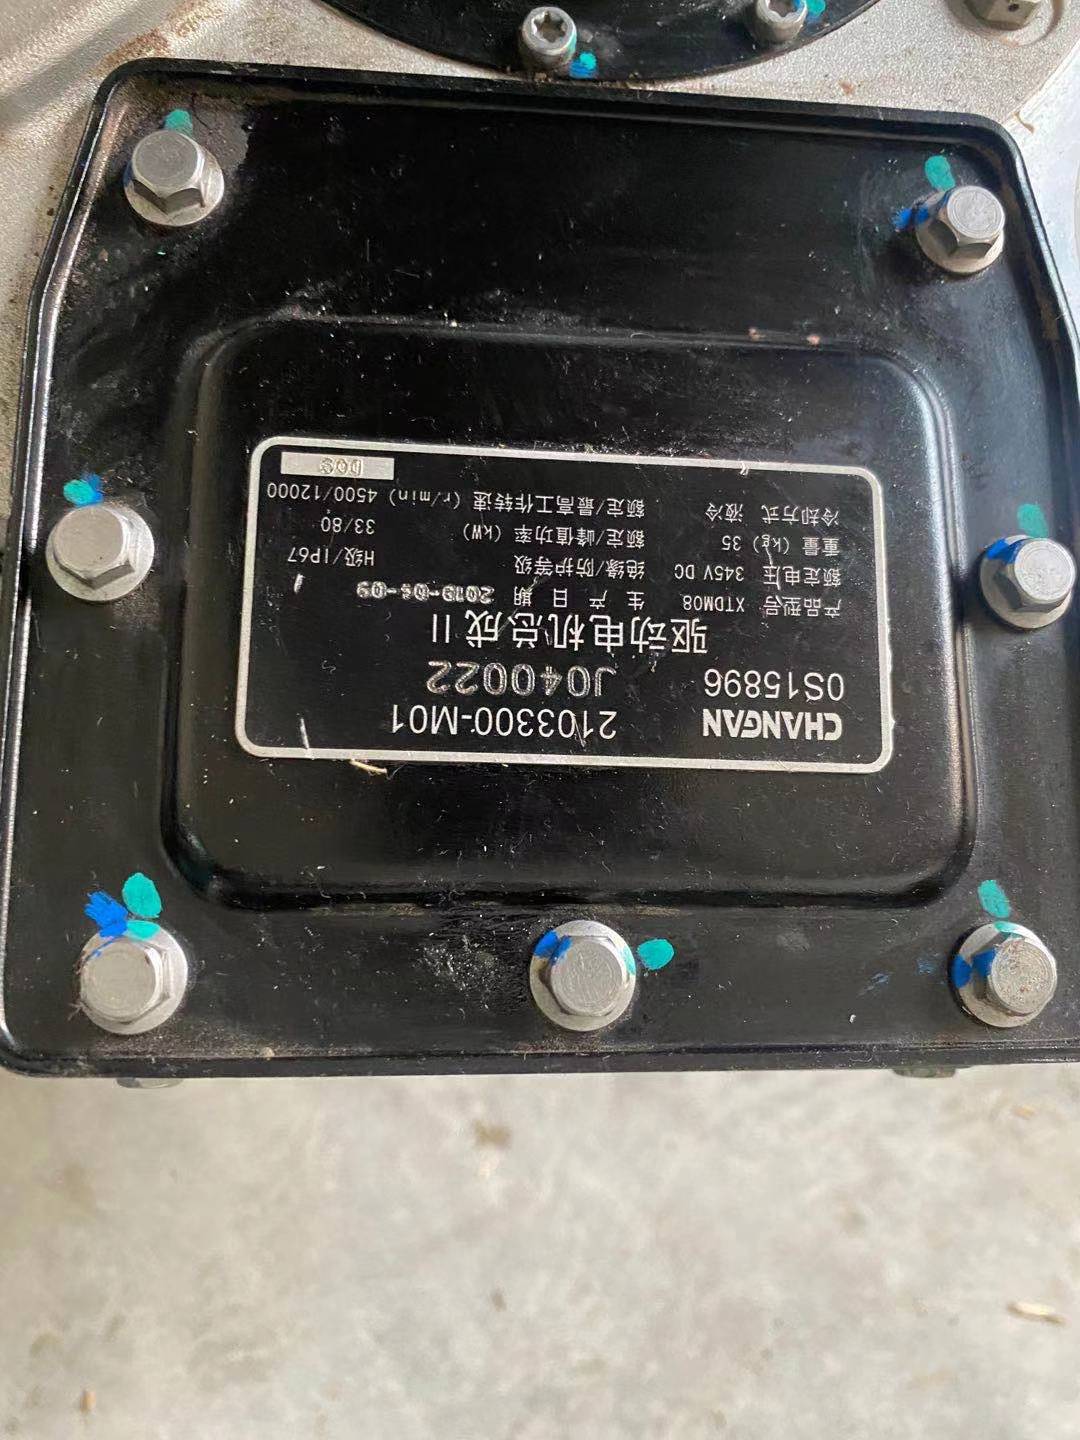 CHANGAN 2103300-M01
0S15896 J040022
驱动电机总成II
产品型号 XTDM08 生产日期 2019-04-09
额定电压 345V DC 绝缘/防护等级 H级/IP67
重量 (kg) 35 额定/峰值功率 (kW) 33/80
冷却方式 液冷 额定/最高工作转速 (r/min) 4500/12000